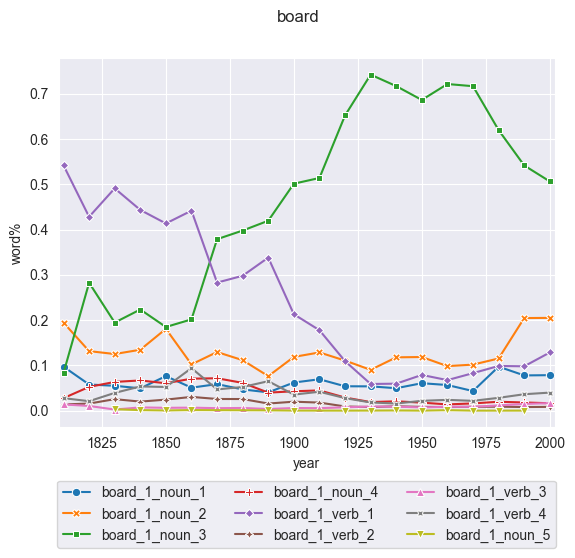 board
0.7
0.6
0.5
0.4
0.3
0.2
0.1
0.0
word%
1825 1850 1875 1900 1925 1950 1975 2000
year
board_1_noun_1 board_1_noun_4 board_1_verb_3
board_1_noun_2 board_1_verb_1 board_1_verb_4
board_1_noun_3 board_1_verb_2 board_1_noun_5